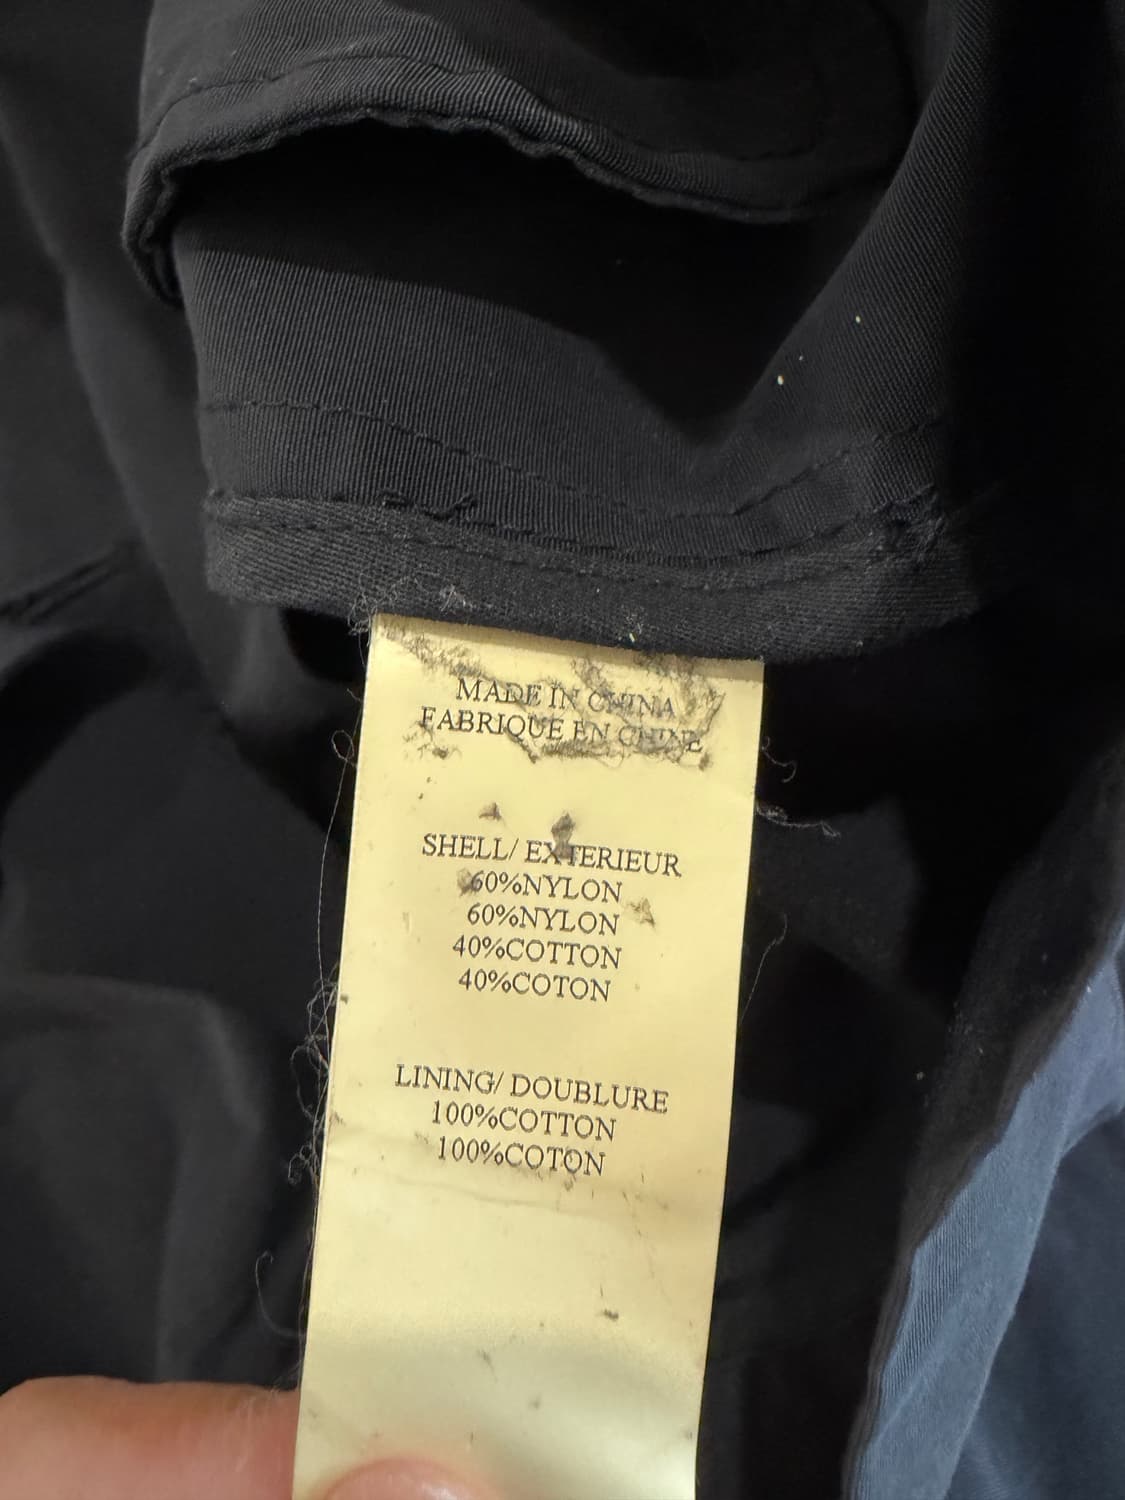 MADE IN CHINA
FABRIQUE EN CHINE
SHELL/ EXTERIEUR
60%NYLON
60%NYLON
40%COTTON
40%COTON
LINING/ DOUBLURE
100%COTTON
100%COTON